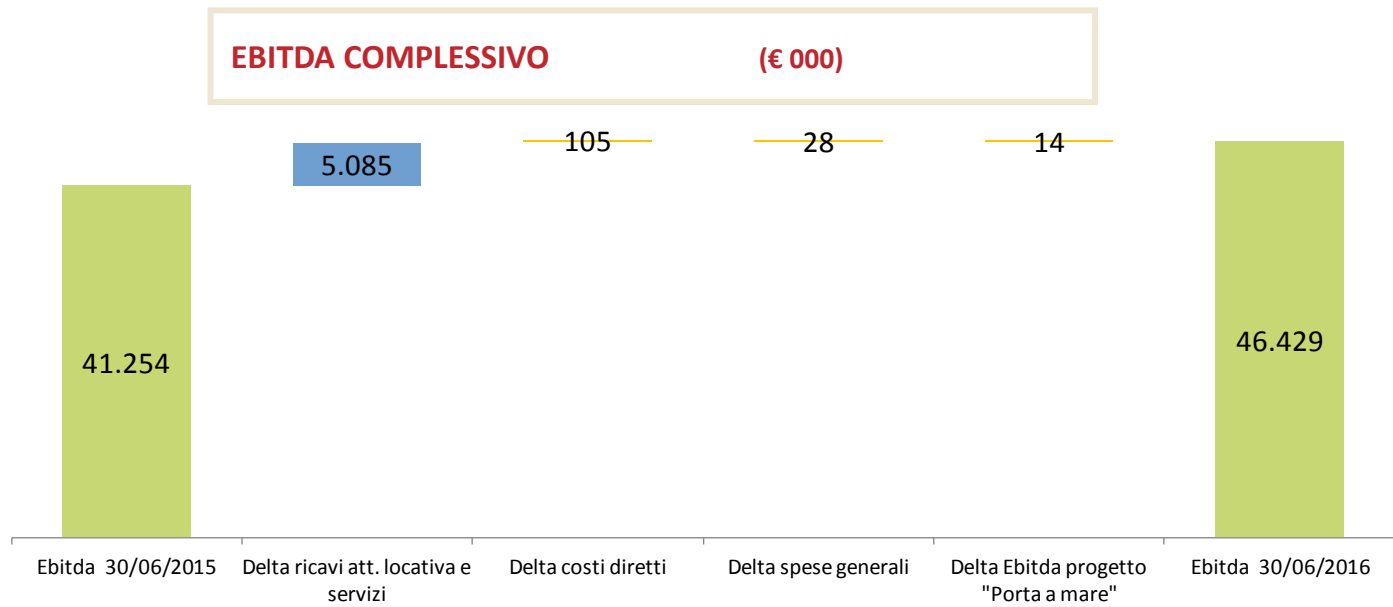 EBITDA COMPLESSIVO (€ 000)
5.085
105
28
14
41.254
46.429
Ebitda 30/06/2015
Delta ricavi att. locativa e
servizi
Delta costi diretti
Delta spese generali
Delta Ebitda progetto
"Porta a mare"
Ebitda 30/06/2016